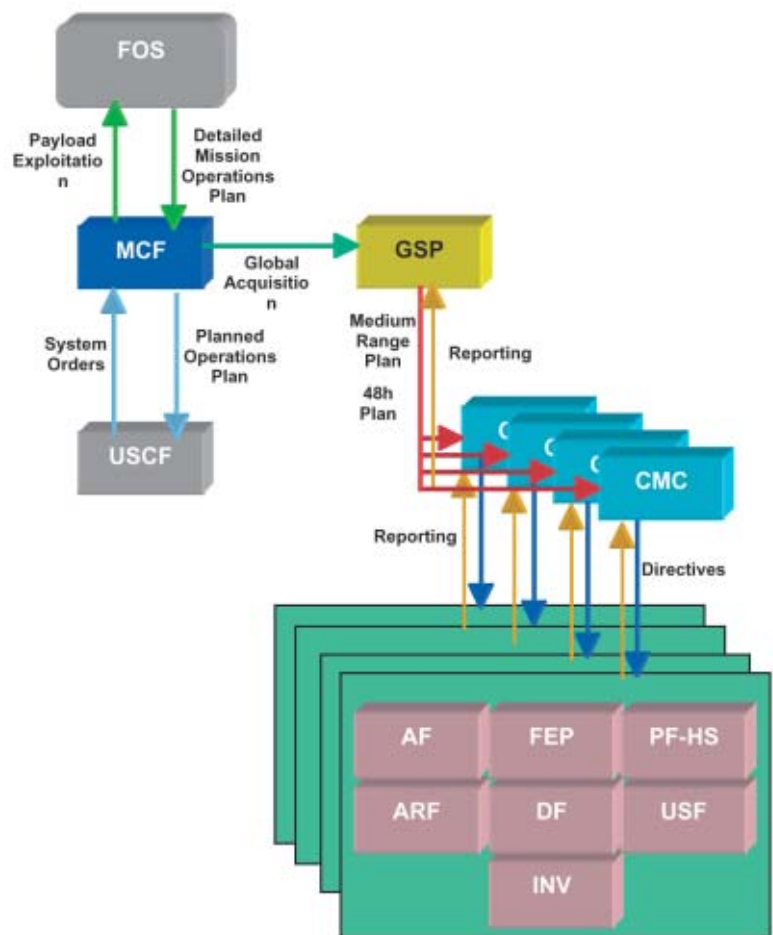 FOS
Payload
Exploitatio
n
Detailed
Mission
Operations
Plan
MCF
Global
Acquisitio
n
GSP
System
Orders
Planned
Operations
Plan
Medium
Range
Plan
48h
Plan
Reporting
USCF
C
C
C
CMC
Reporting
Directives
AF
FEP
PF-HS
ARF
DF
USF
INV